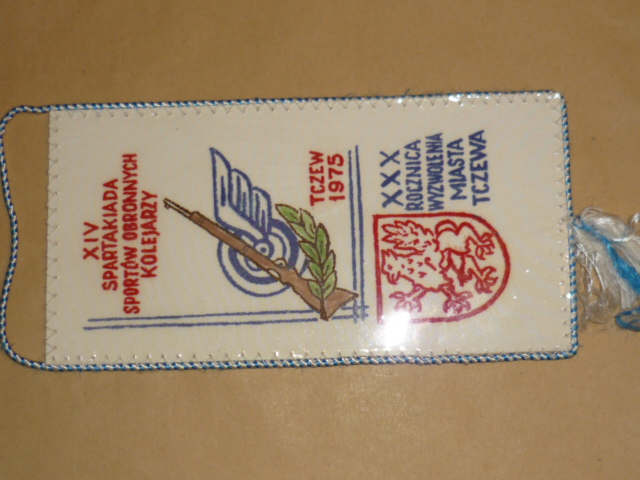 XIV
SPARTAKIADA
SPORTÓW OBRONNYCH
KOLEJARZY
TCZEW
1975
XXX
ROCZNICA
WYZWOLENIA
MIASTA
TCZEWA